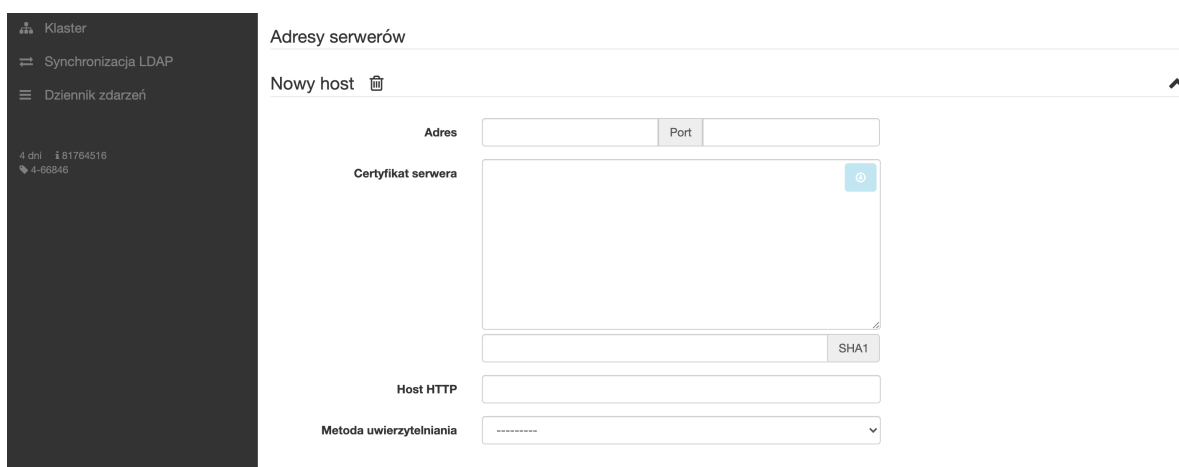 Klaster
Synchronizacja LDAP
Dziennik zdarzeń
4 dni 81764516
4-66846
Adresy serwerów
Nowy host
Adres Port
Certyfikat serwera
SHA1
Host HTTP
Metoda uwierzytelniania ---------